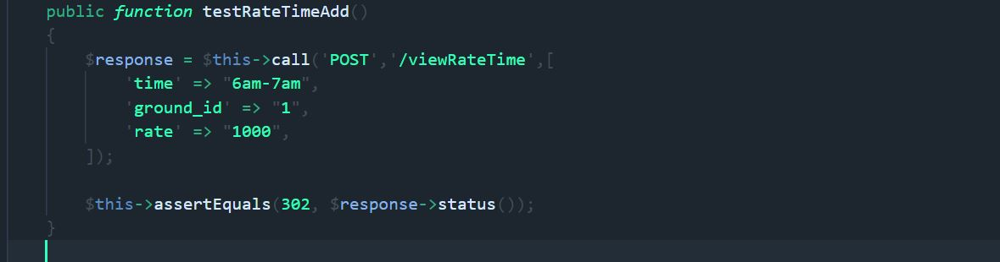 public function testRateTimeAdd()
{
$response = $this->call('POST','/viewRateTime',[
'time' => "6am-7am",
'ground_id' => "1",
'rate' => "1000",
]);
$this->assertEquals(302, $response->status());
}